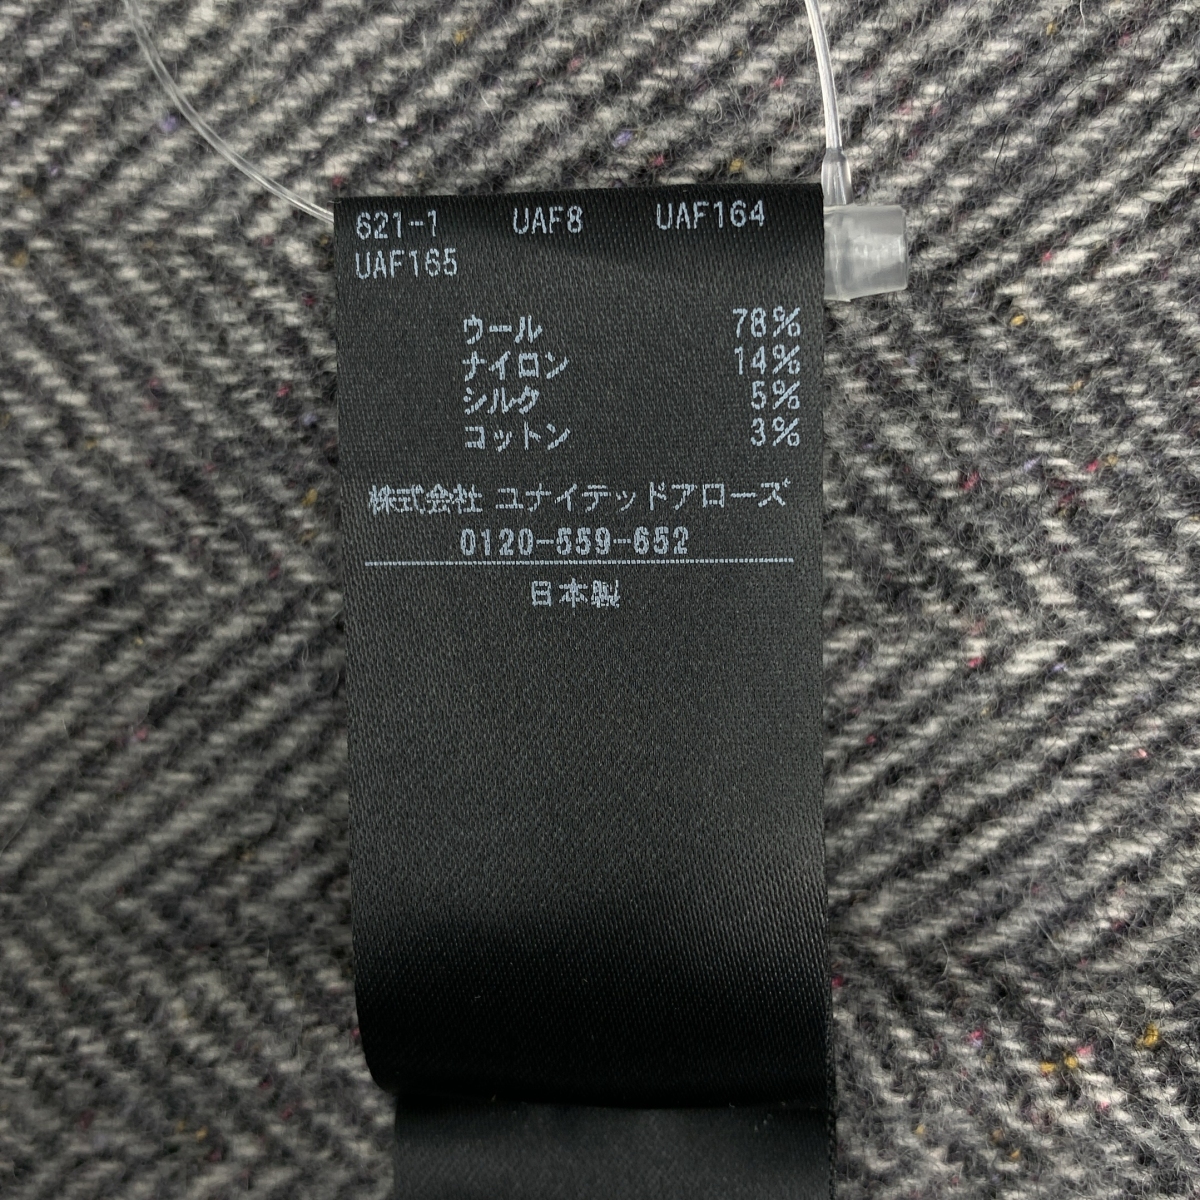 621-1 UAF8 UAF164
UAF165
ウール 78%
ナイロン 14%
シルク 5%
コットン 3%
株式会社 ユナイテッドアローズ
0120-559-652
日本製